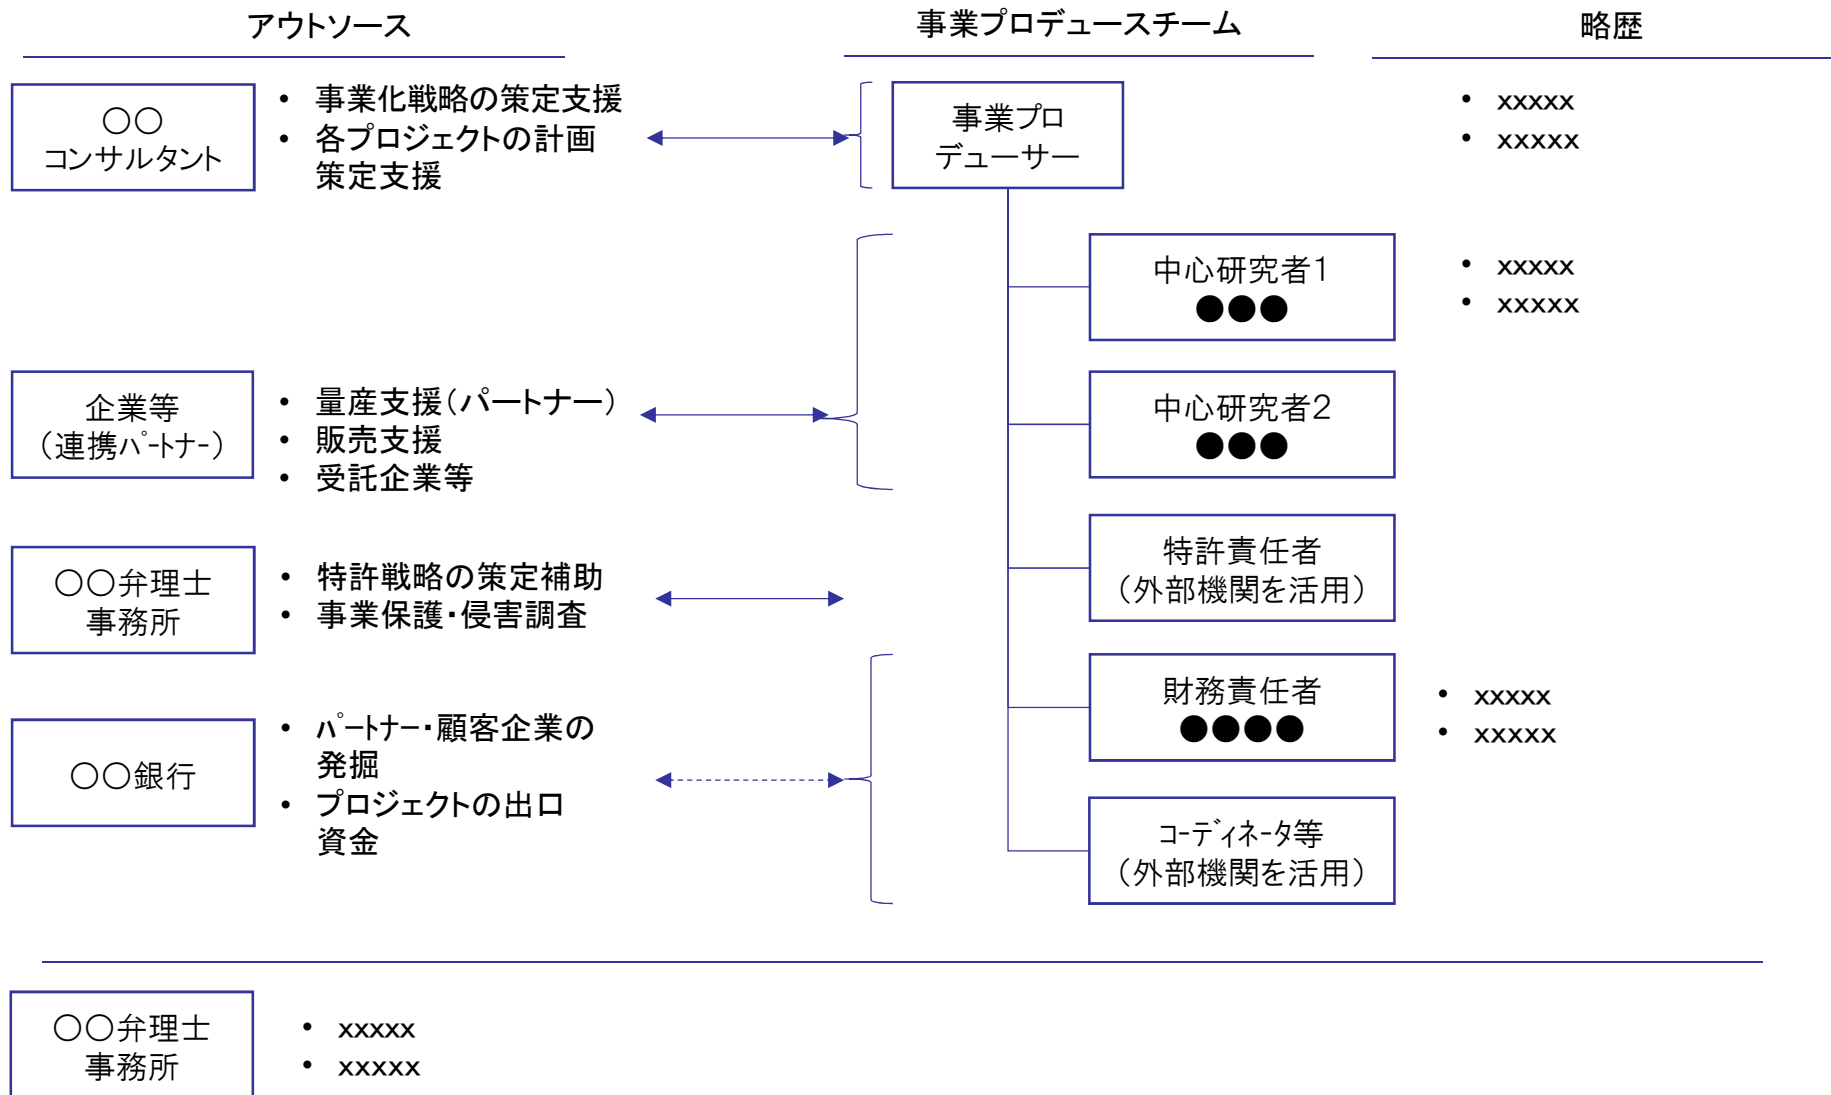 アウトソース
事業プロデュースチーム
略歴
〇〇
コンサルタント
• 事業化戦略の策定支援
• 各プロジェクトの計画
策定支援
事業プロ
デューサー
• xxxxx
• xxxxx
中心研究者1
●●●
• xxxxx
• xxxxx
企業等
（連携ﾊﾟｰﾄﾅｰ）
• 量産支援（パートナー）
• 販売支援
• 受託企業等
中心研究者2
●●●
〇〇弁理士
事務所
• 特許戦略の策定補助
• 事業保護・侵害調査
特許責任者
（外部機関を活用）
〇〇銀行
• ﾊﾟｰﾄﾅｰ・顧客企業の
発掘
• プロジェクトの出口
資金
財務責任者
●●●●
• xxxxx
• xxxxx
ｺｰﾃﾞｨﾈｰﾀ等
（外部機関を活用）
〇〇弁理士
事務所
• xxxxx
• xxxxx